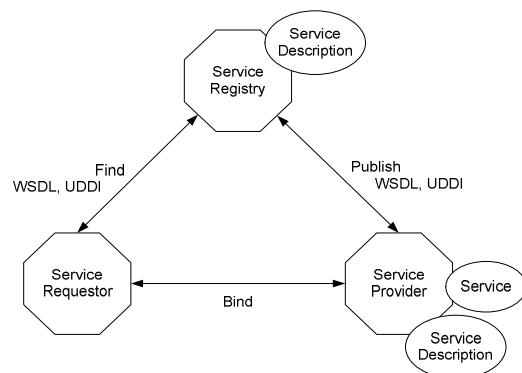 Service
Description
Service
Registry
Find
WSDL, UDDI
Publish
WSDL, UDDI
Service
Requestor
Bind
Service
Provider
Service
Service
Description